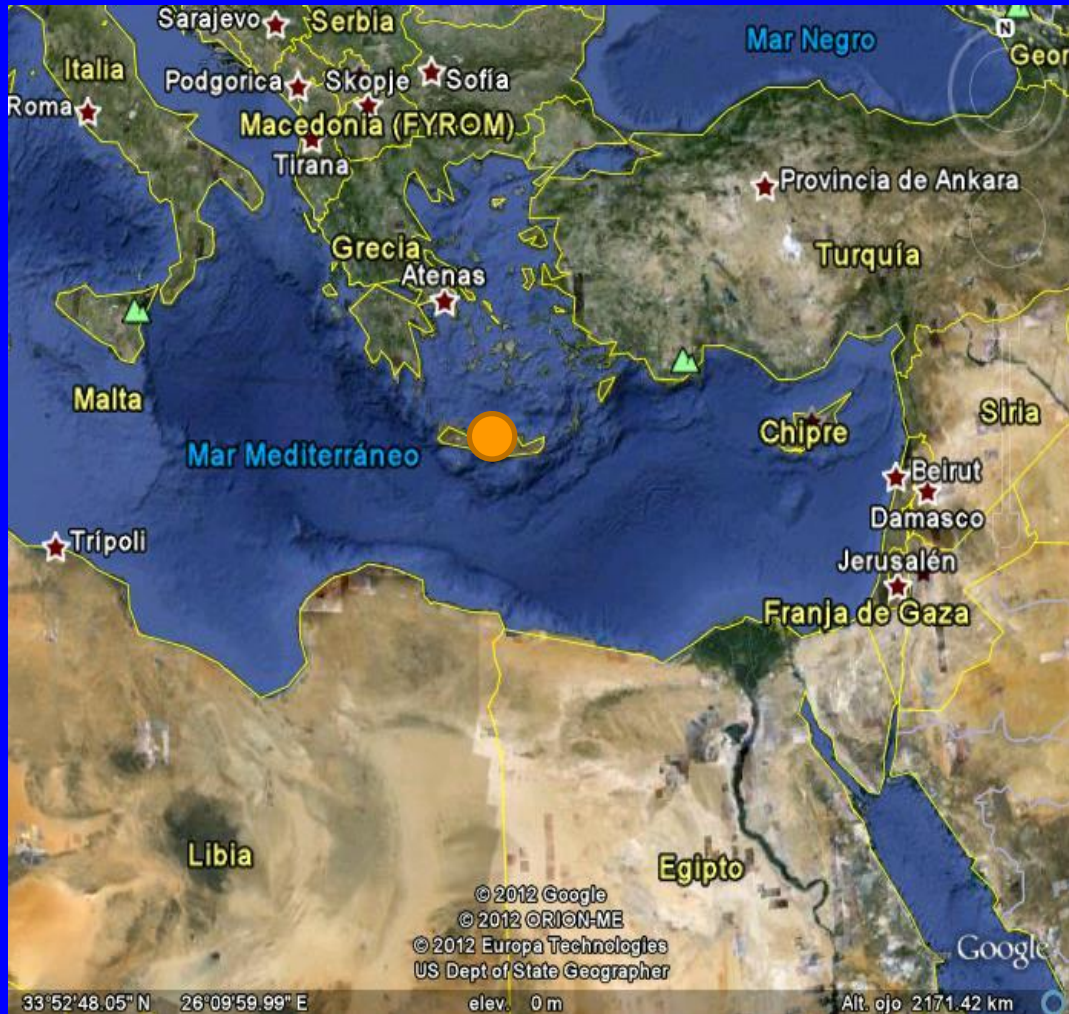 Sarajevo
Serbia
Mar Negro
N
Geor
Italia
Podgorica
Skopje
Sofía
Roma
Macedonia (FYROM)
Tirana
Provincia de Ankara
Grecia
Turquía
Atenas
Malta
Siria
Chipre
Mar Mediterráneo
Beirut
Damasco
Trípoli
Jerusalén
Franja de Gaza
Libia
Egipto
© 2012 Google
© 2012 ORION-ME
© 2012 Europa Technologies
US Dept of State Geographer
Google
33°52'48.05" N 26°09'59.99" E elev. 0 m Alt. ojo 2171.42 km